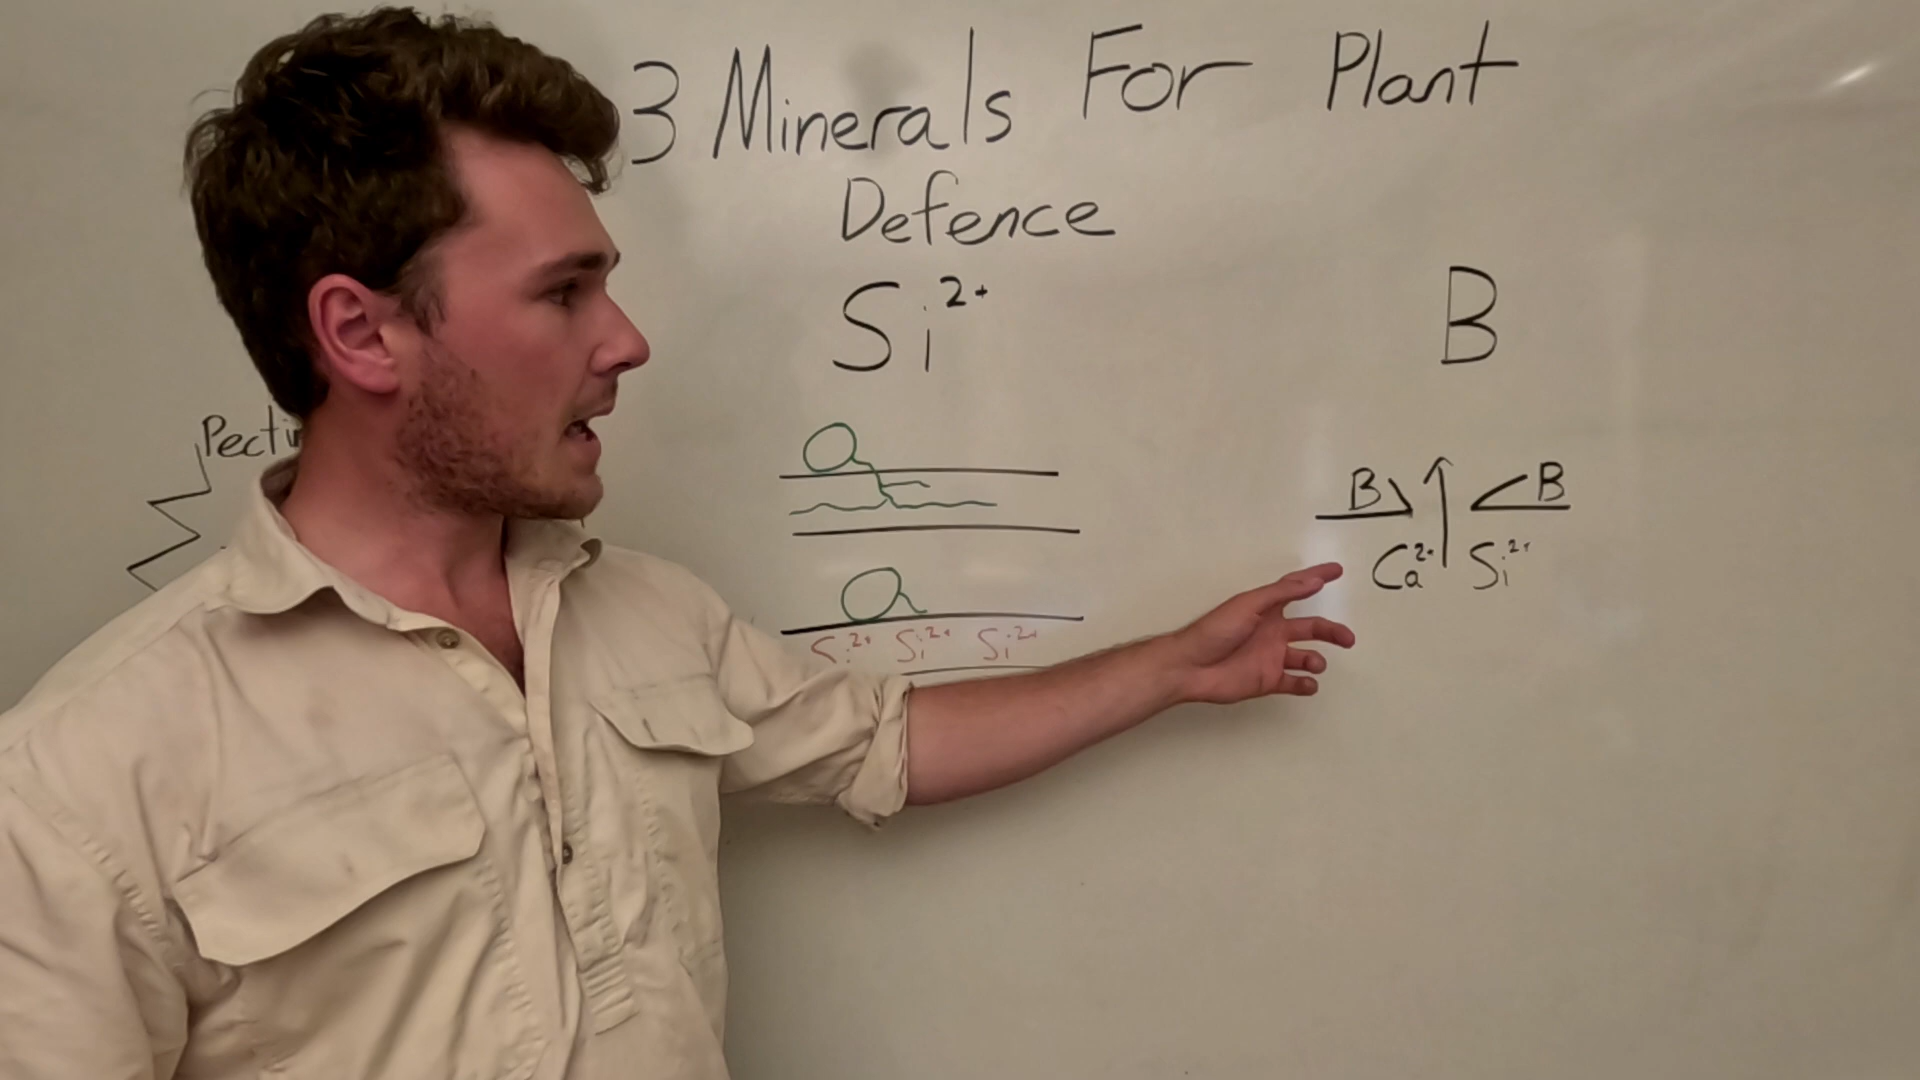 3 Minerals For Plant
Defence
Si²⁺
B
B B
Ca²⁺ Si²⁺
Si²⁺ Si²⁺ Si²⁺